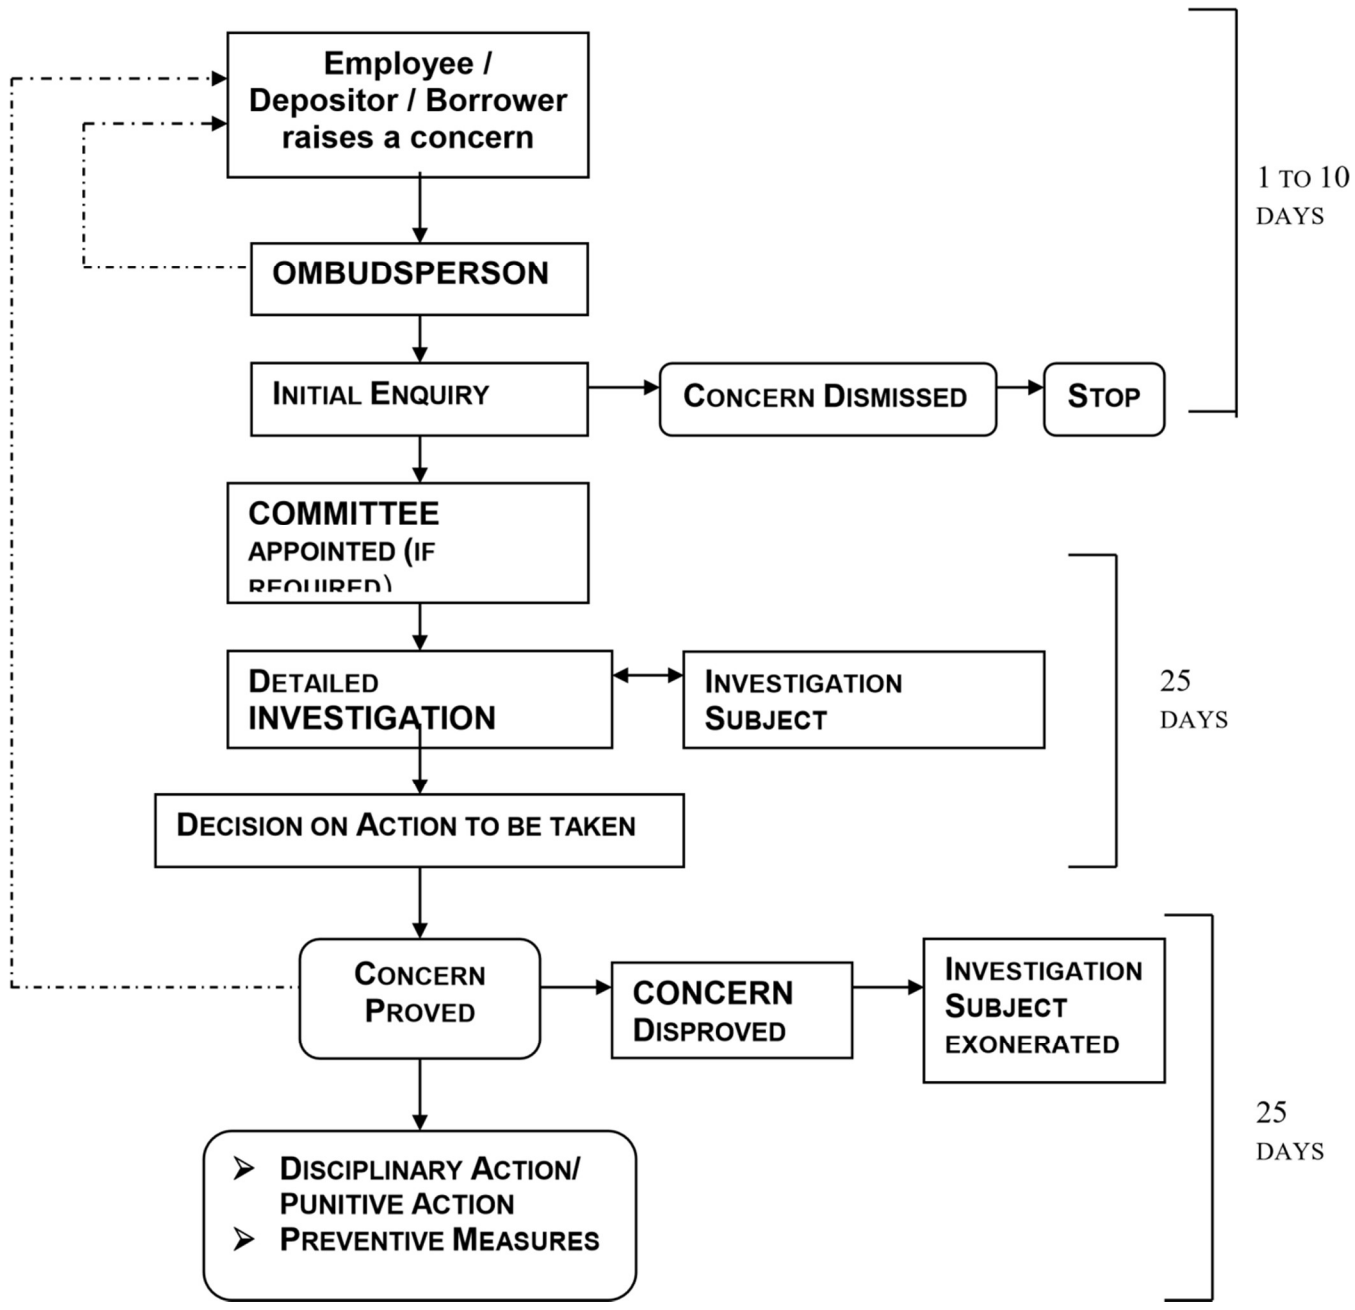 Employee /
Depositor / Borrower
raises a concern
1 TO 10
DAYS
OMBUDSPERSON
INITIAL ENQUIRY
CONCERN DISMISSED
STOP
COMMITTEE
APPOINTED (IF
REQUIRED)
DETAILED
INVESTIGATION
INVESTIGATION
SUBJECT
25
DAYS
DECISION ON ACTION TO BE TAKEN
CONCERN
PROVED
CONCERN
DISPROVED
INVESTIGATION
SUBJECT
EXONERATED
25
DAYS
➢ DISCIPLINARY ACTION/
PUNITIVE ACTION
➢ PREVENTIVE MEASURES